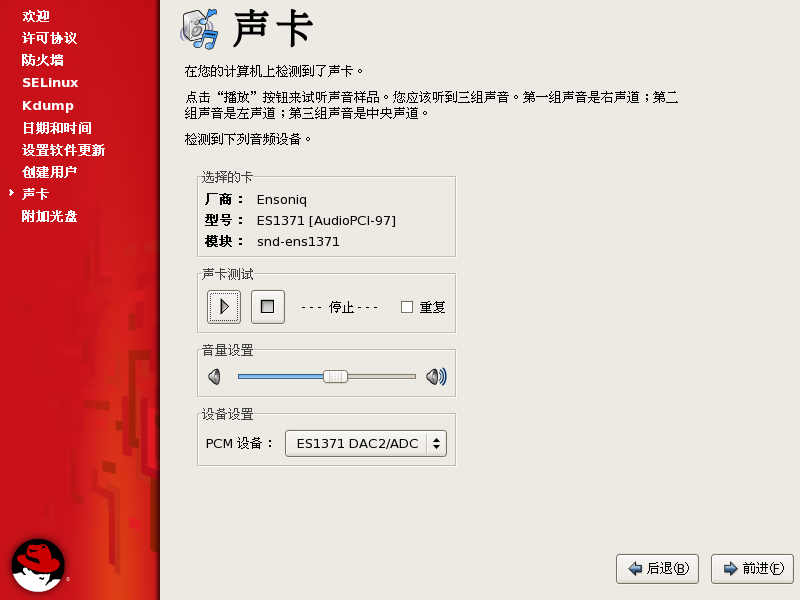 欢迎
许可协议
防火墙
SELinux
Kdump
日期和时间
设置软件更新
创建用户
声卡
附加光盘
声卡
在您的计算机上检测到了声卡。
点击“播放”按钮来试听声音样品。您应该听到三组声音。第一组声音是右声道；第二
组声音是左声道；第三组声音是中央声道。
检测到下列音频设备。
选择的卡
厂商： Ensoniq
型号： ES1371 [AudioPCI-97]
模块： snd-ens1371
声卡测试
--- 停止 --- 重复
音量设置
设备设置
PCM 设备： ES1371 DAC2/ADC
后退(B) 前进(F)